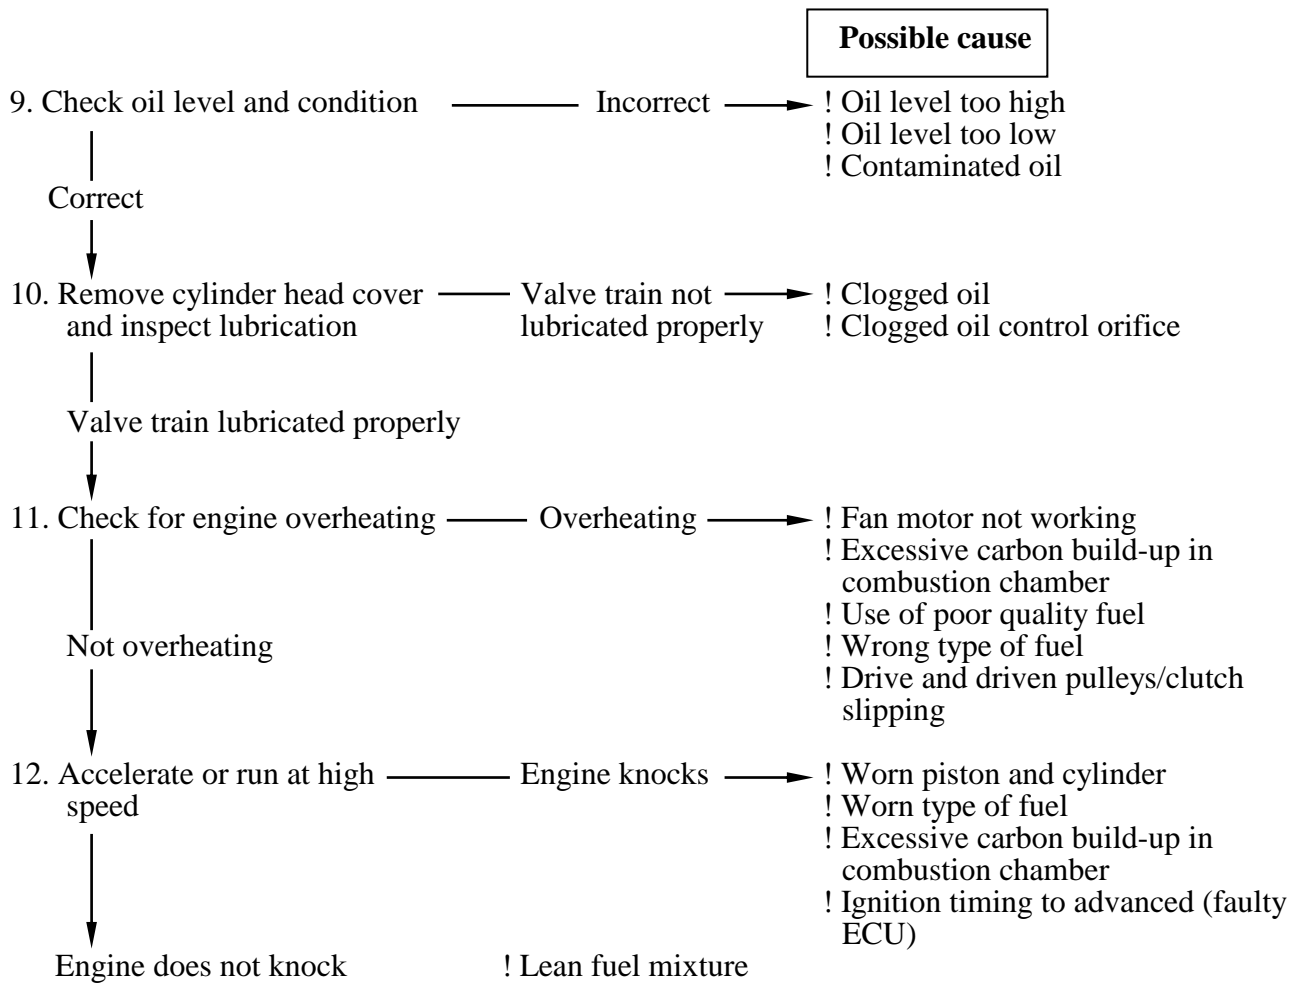 Possible cause
9. Check oil level and condition Incorrect ! Oil level too high
! Oil level too low
! Contaminated oil
Correct
10. Remove cylinder head cover Valve train not ! Clogged oil
and inspect lubrication lubricated properly ! Clogged oil control orifice
Valve train lubricated properly
11. Check for engine overheating Overheating ! Fan motor not working
! Excessive carbon build-up in
combustion chamber
! Use of poor quality fuel
Not overheating ! Wrong type of fuel
! Drive and driven pulleys/clutch
slipping
12. Accelerate or run at high Engine knocks ! Worn piston and cylinder
speed ! Worn type of fuel
! Excessive carbon build-up in
combustion chamber
! Ignition timing to advanced (faulty
ECU)
Engine does not knock ! Lean fuel mixture